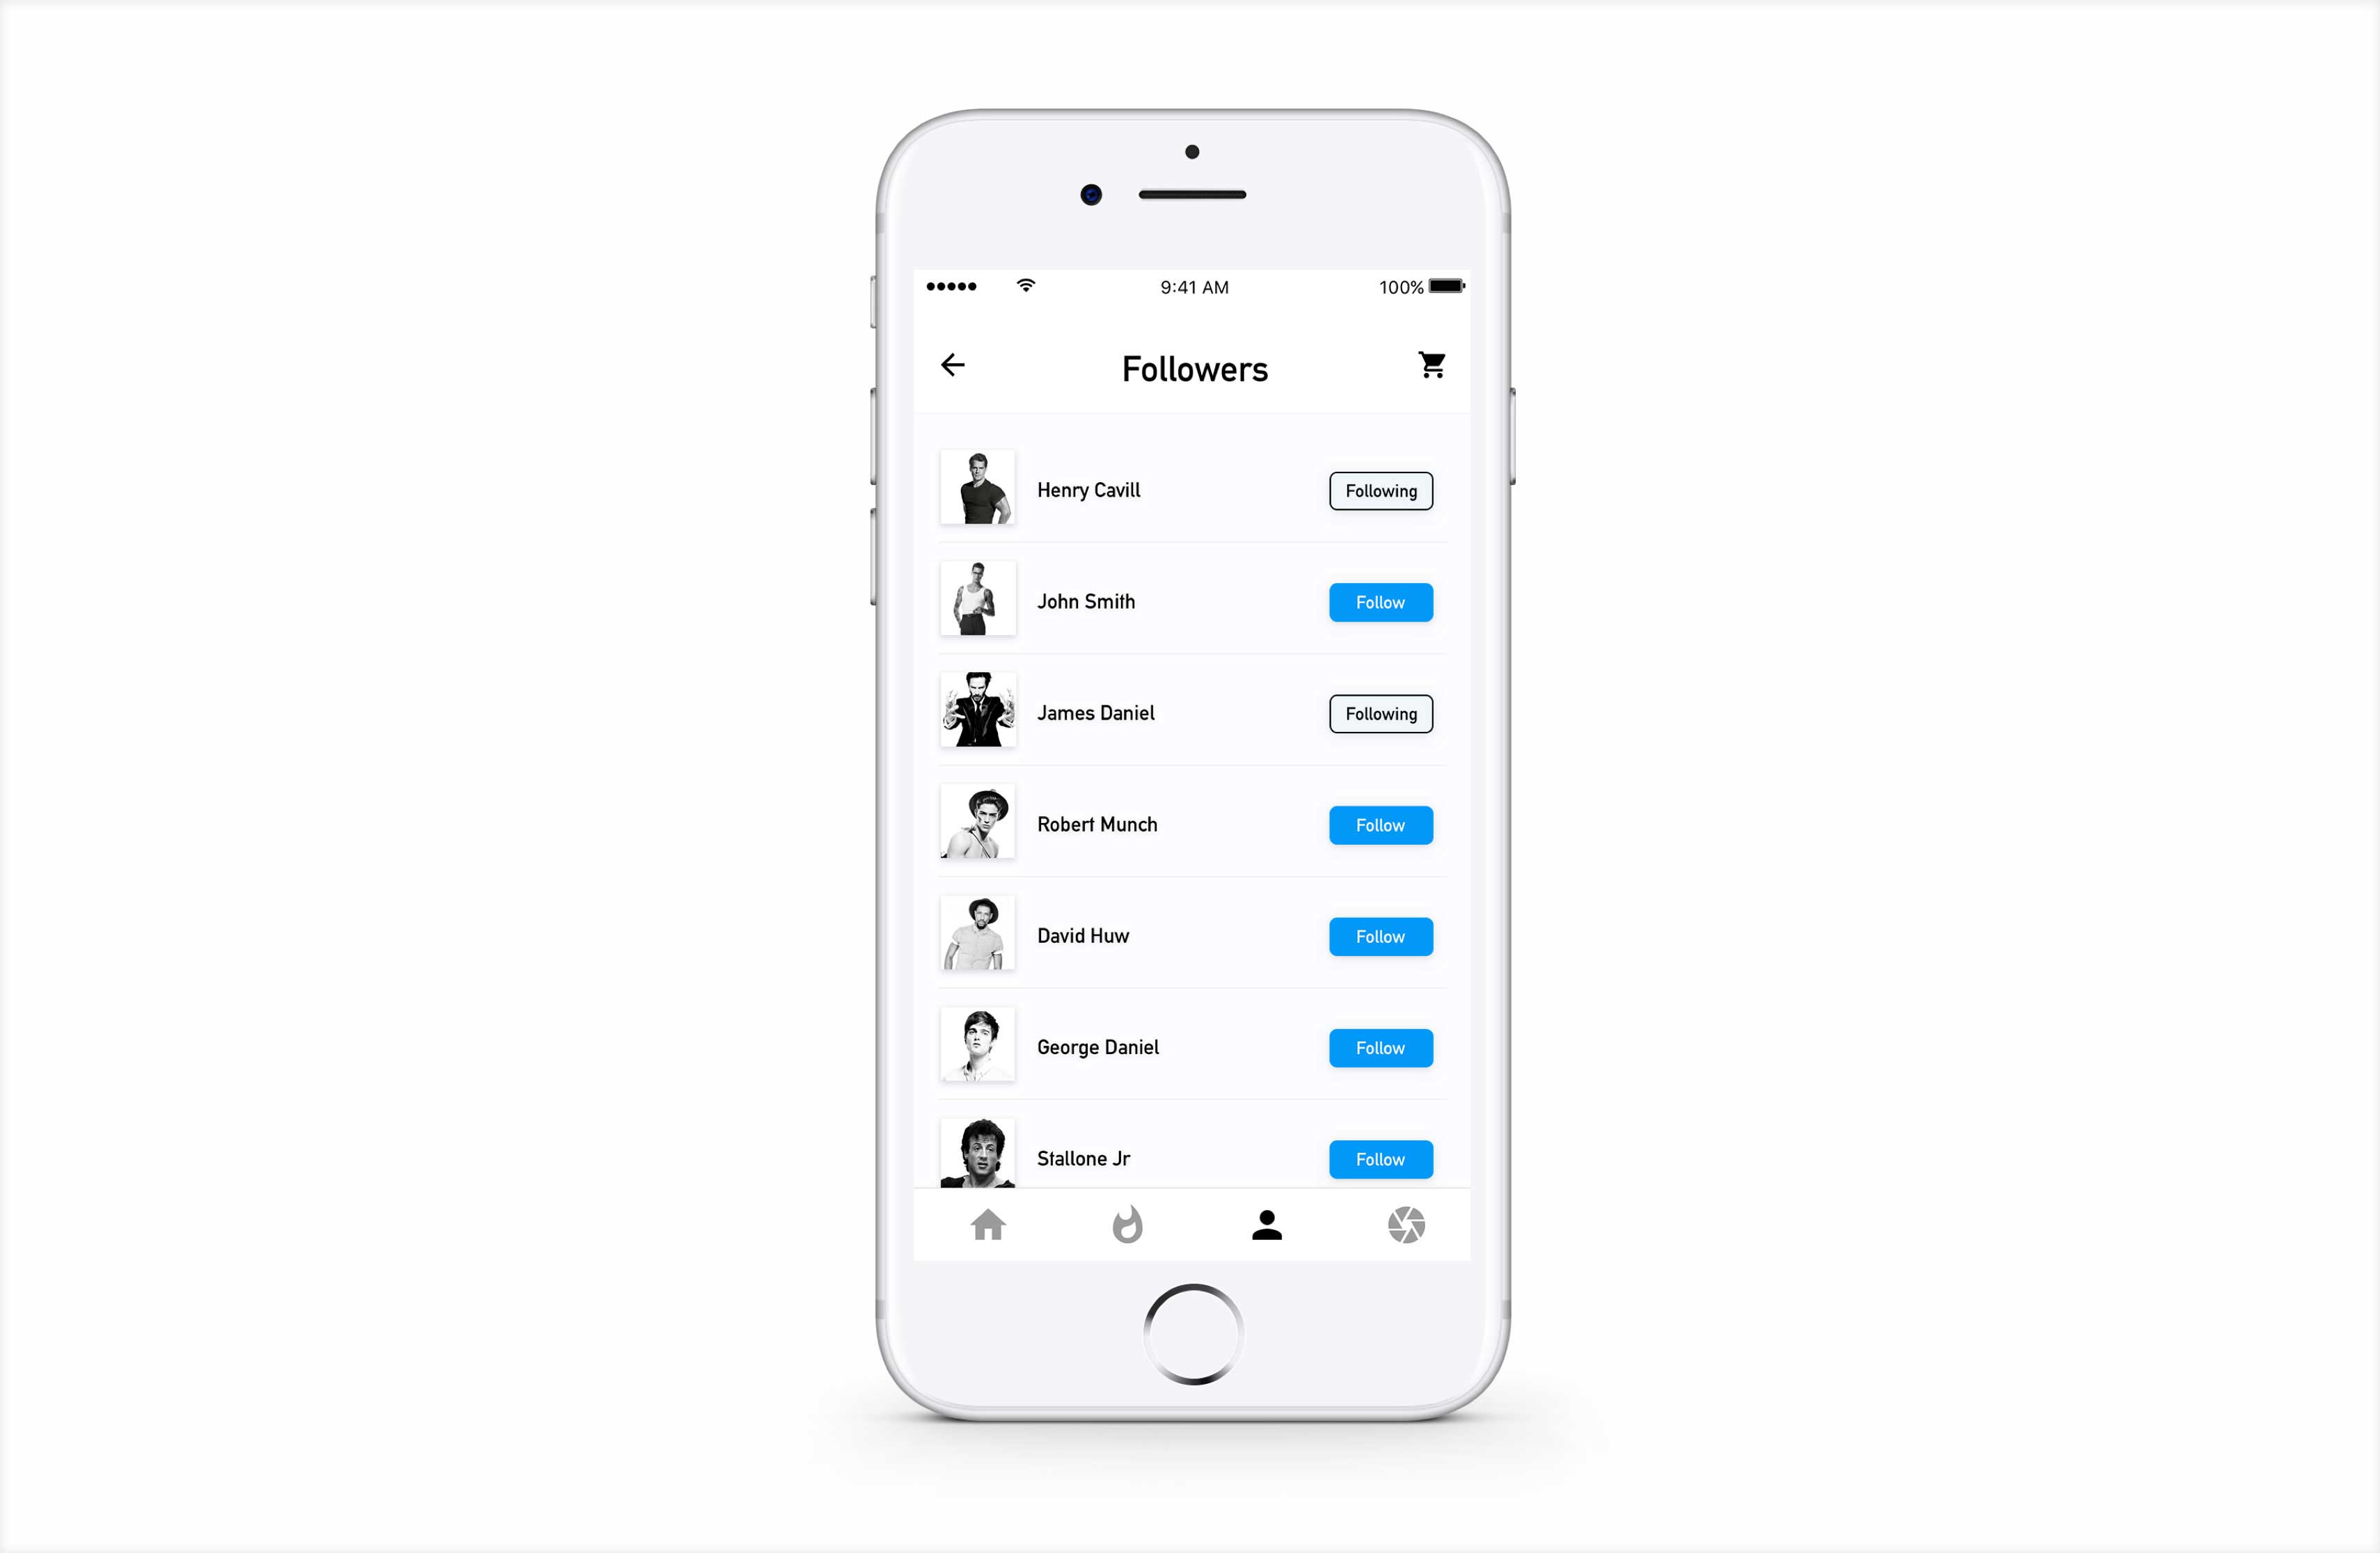 9:41 AM 100%
Followers
Henry Cavill Following
John Smith Follow
James Daniel Following
Robert Munch Follow
David Huw Follow
George Daniel Follow
Stallone Jr Follow